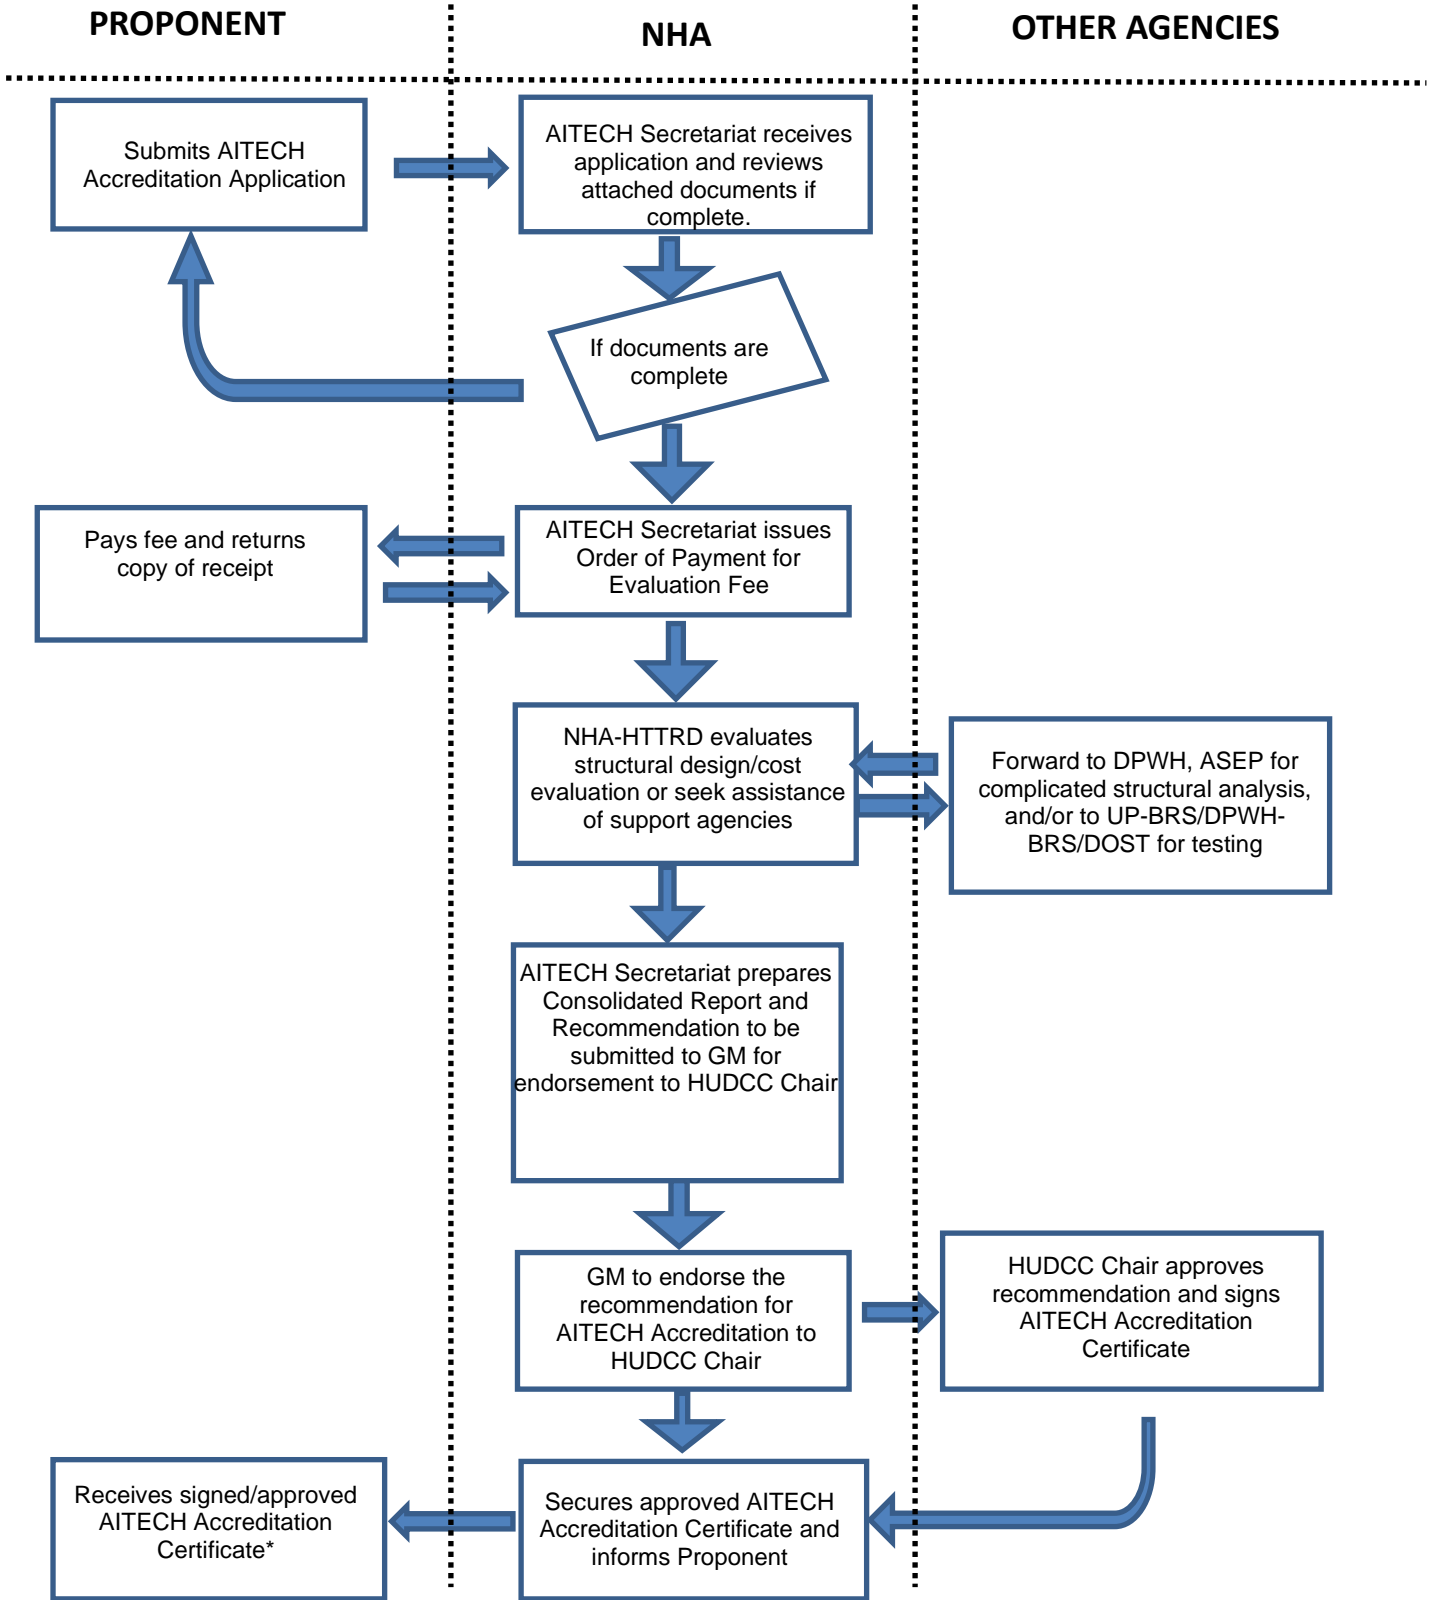 PROPONENT
NHA
OTHER AGENCIES
Submits AITECH
Accreditation Application
AITECH Secretariat receives
application and reviews
attached documents if
complete.
If documents are
complete
Pays fee and returns
copy of receipt
AITECH Secretariat issues
Order of Payment for
Evaluation Fee
NHA-HTTRD evaluates
structural design/cost
evaluation or seek assistance
of support agencies
Forward to DPWH, ASEP for
complicated structural analysis,
and/or to UP-BRS/DPWH-
BRS/DOST for testing
AITECH Secretariat prepares
Consolidated Report and
Recommendation to be
submitted to GM for
endorsement to HUDCC Chair
GM to endorse the
recommendation for
AITECH Accreditation to
HUDCC Chair
HUDCC Chair approves
recommendation and signs
AITECH Accreditation
Certificate
Receives signed/approved
AITECH Accreditation
Certificate*
Secures approved AITECH
Accreditation Certificate and
informs Proponent